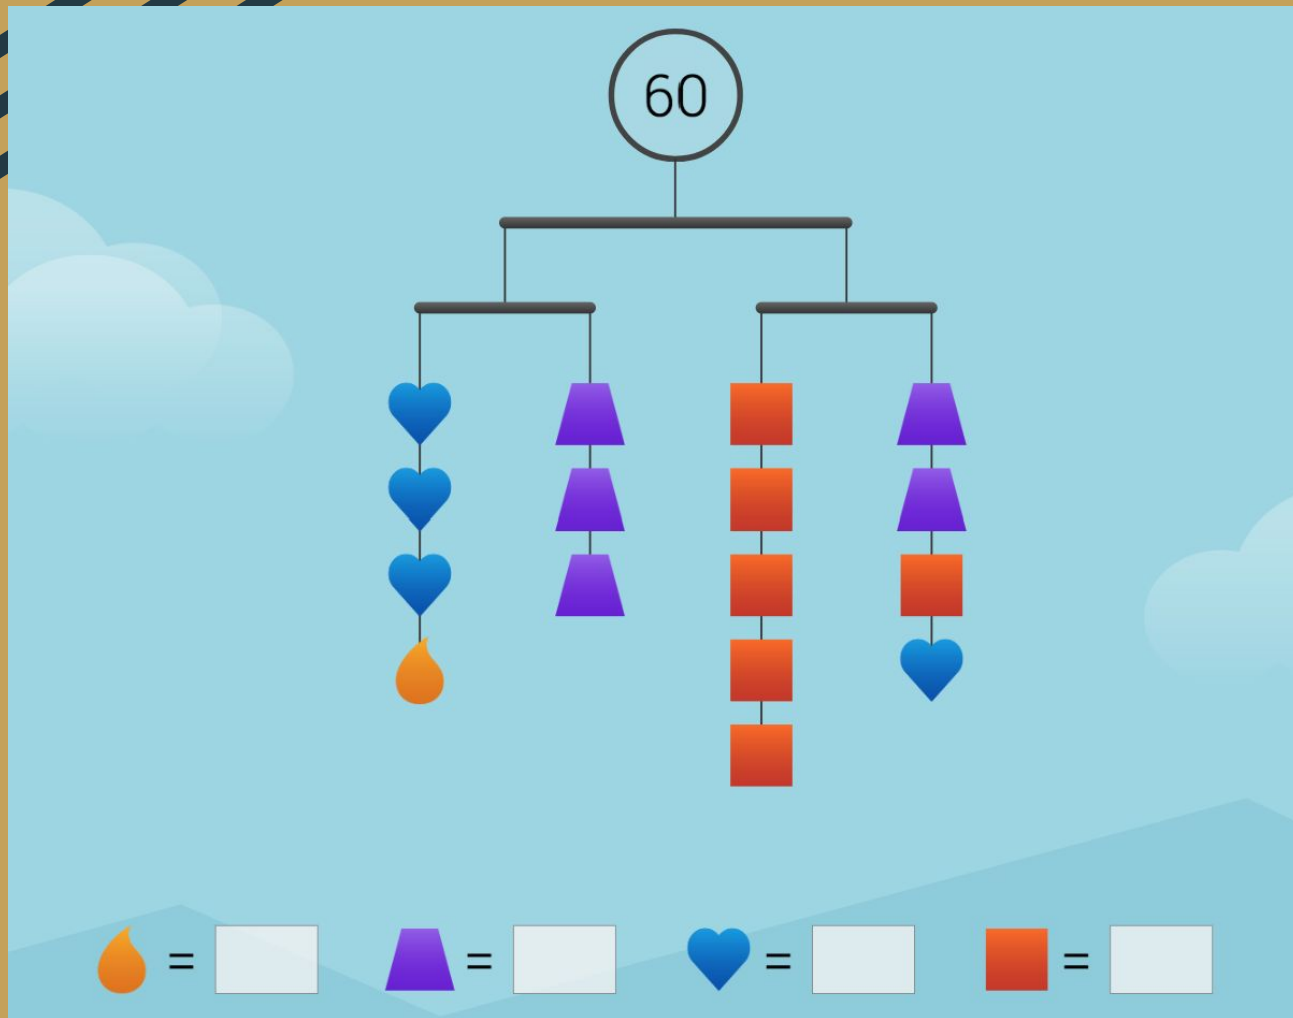 60
= = = =